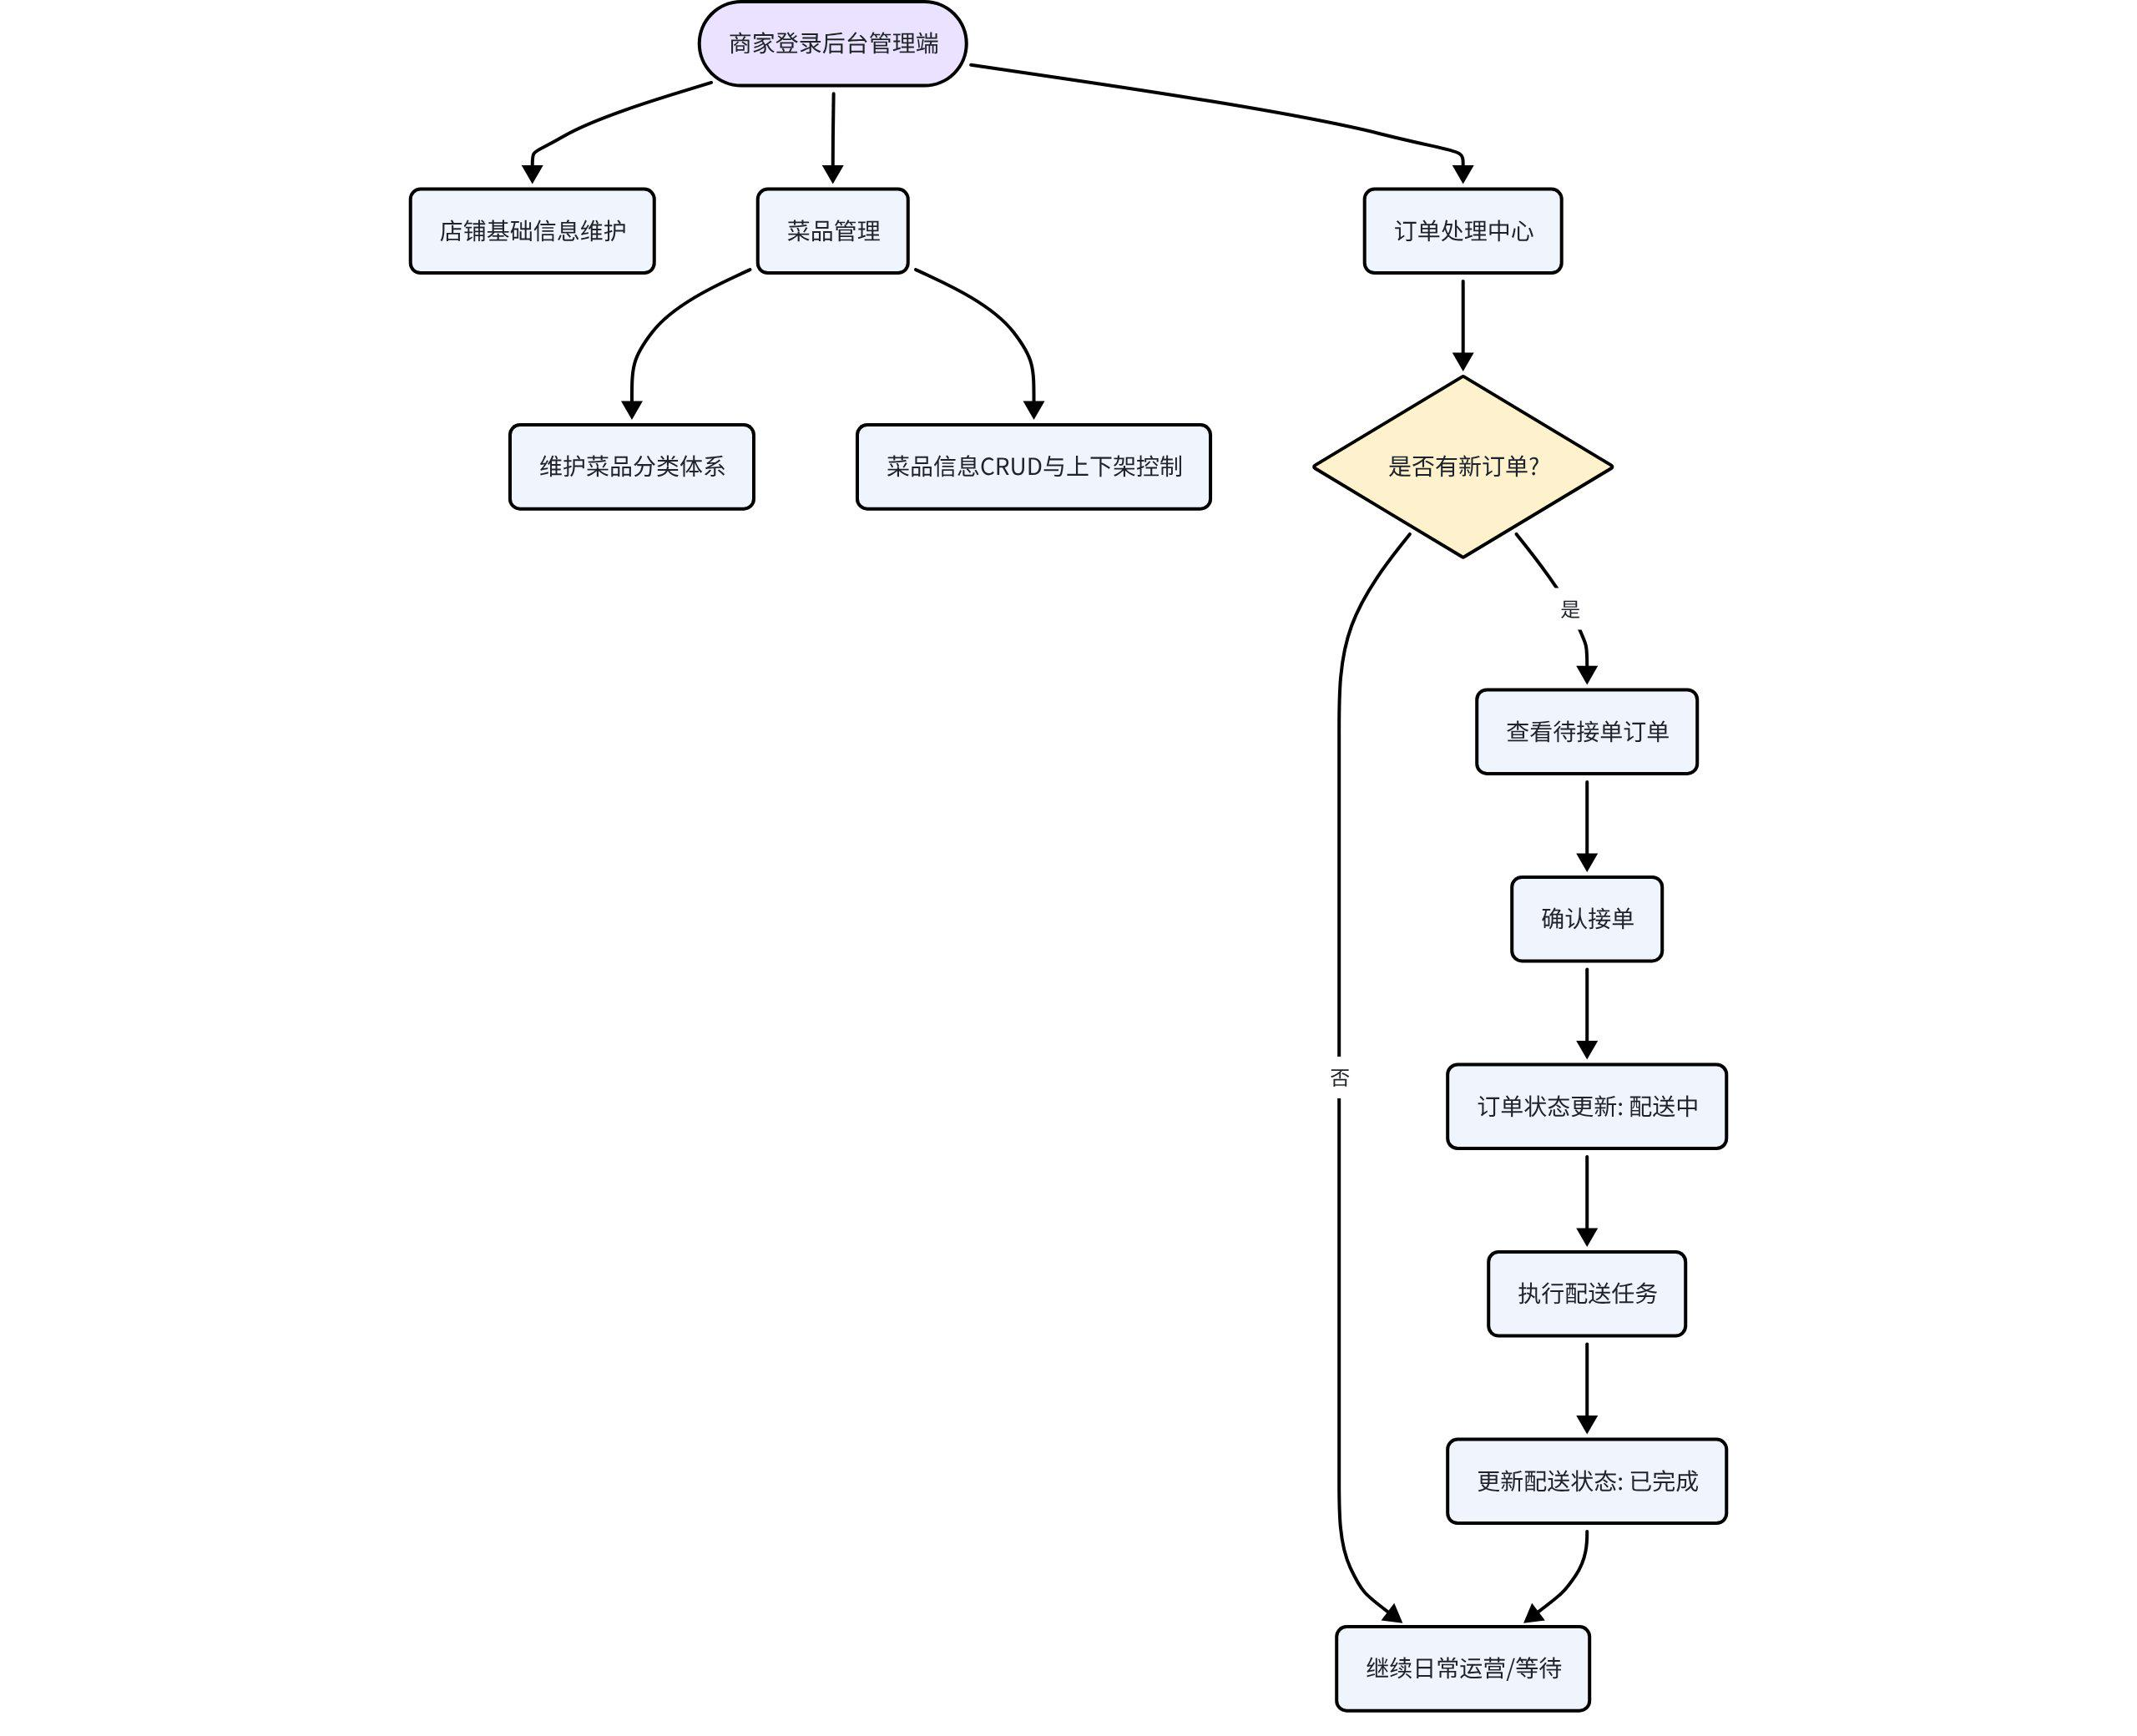 商家登录后台管理端
店铺基础信息维护
菜品管理
订单处理中心
维护菜品分类体系
菜品信息CRUD与上下架控制
是否有新订单?
是
查看待接单订单
确认接单
否
订单状态更新: 配送中
执行配送任务
更新配送状态: 已完成
继续日常运营/等待